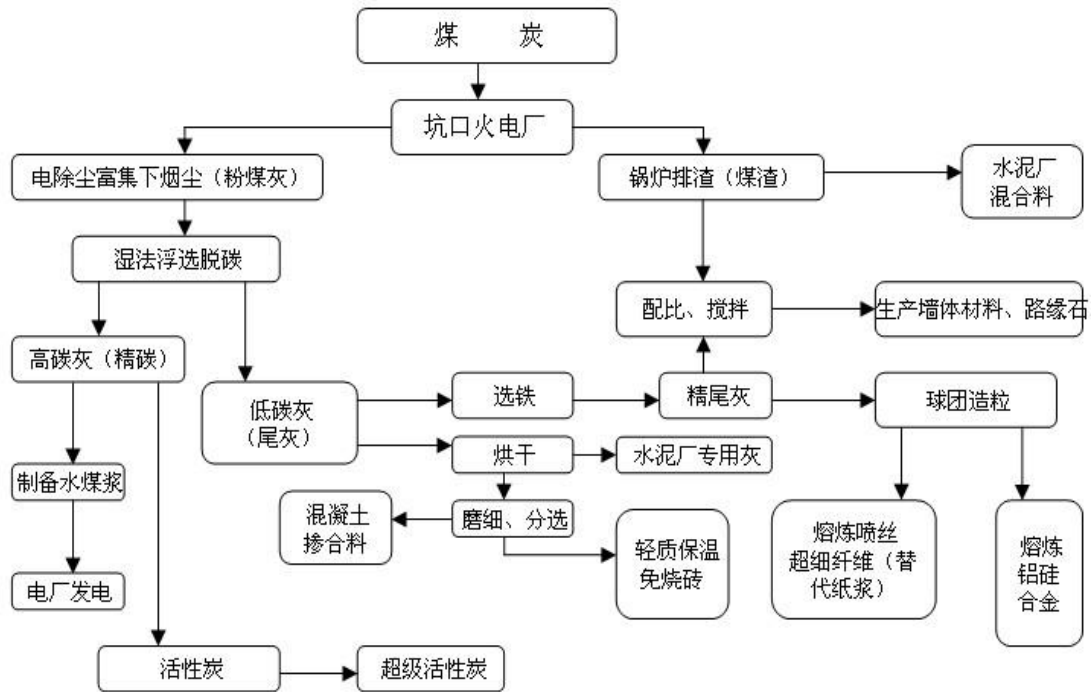 煤 炭
坑口火电厂
电除尘富集下烟尘（粉煤灰）
锅炉排渣（煤渣）
水泥厂
混合料
湿法浮选脱碳
配比、搅拌
生产墙体材料、路缘石
高碳灰（精碳）
低碳灰
（尾灰）
选铁
精尾灰
球团造粒
烘干
水泥厂专用灰
制备水煤浆
混凝土
掺合料
磨细、分选
轻质保温
免烧砖
熔炼喷丝
超细纤维（替
代纸浆）
熔炼
铝硅
合金
电厂发电
活性炭
超级活性炭